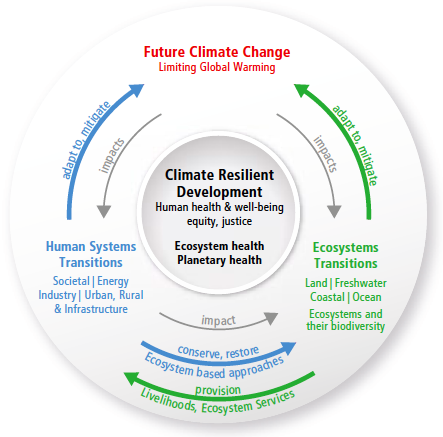 Future Climate Change
Limiting Global Warming
adapt to, mitigate
impacts
impacts
adapt to, mitigate
Climate Resilient
Development
Human health & well-being
equity, justice
Ecosystem health
Planetary health
Human Systems
Transitions
Societal | Energy
Industry | Urban, Rural
& Infrastructure
Ecosystems
Transitions
Land | Freshwater
Coastal | Ocean
Ecosystems and
their biodiversity
impact
conserve, restore
Ecosystem based approaches
provision
Livelihoods, Ecosystem Services